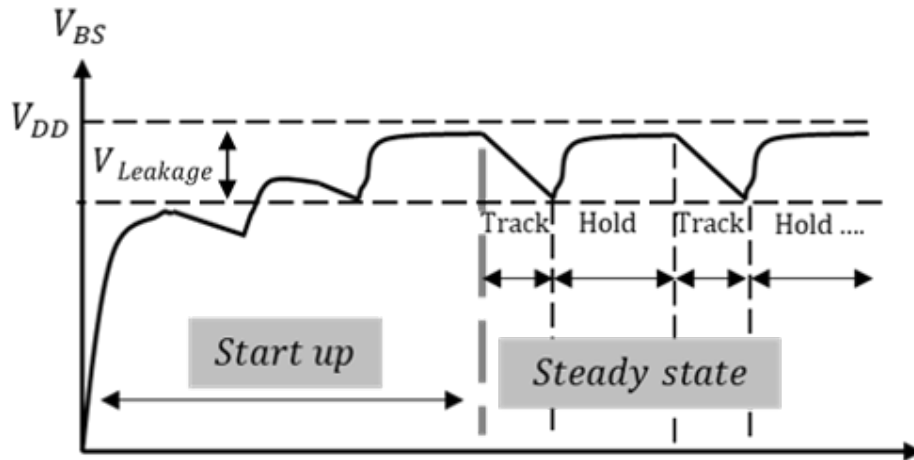 V_BS
V_DD
V_Leakage
Track Hold Track Hold ....
Start up
Steady state